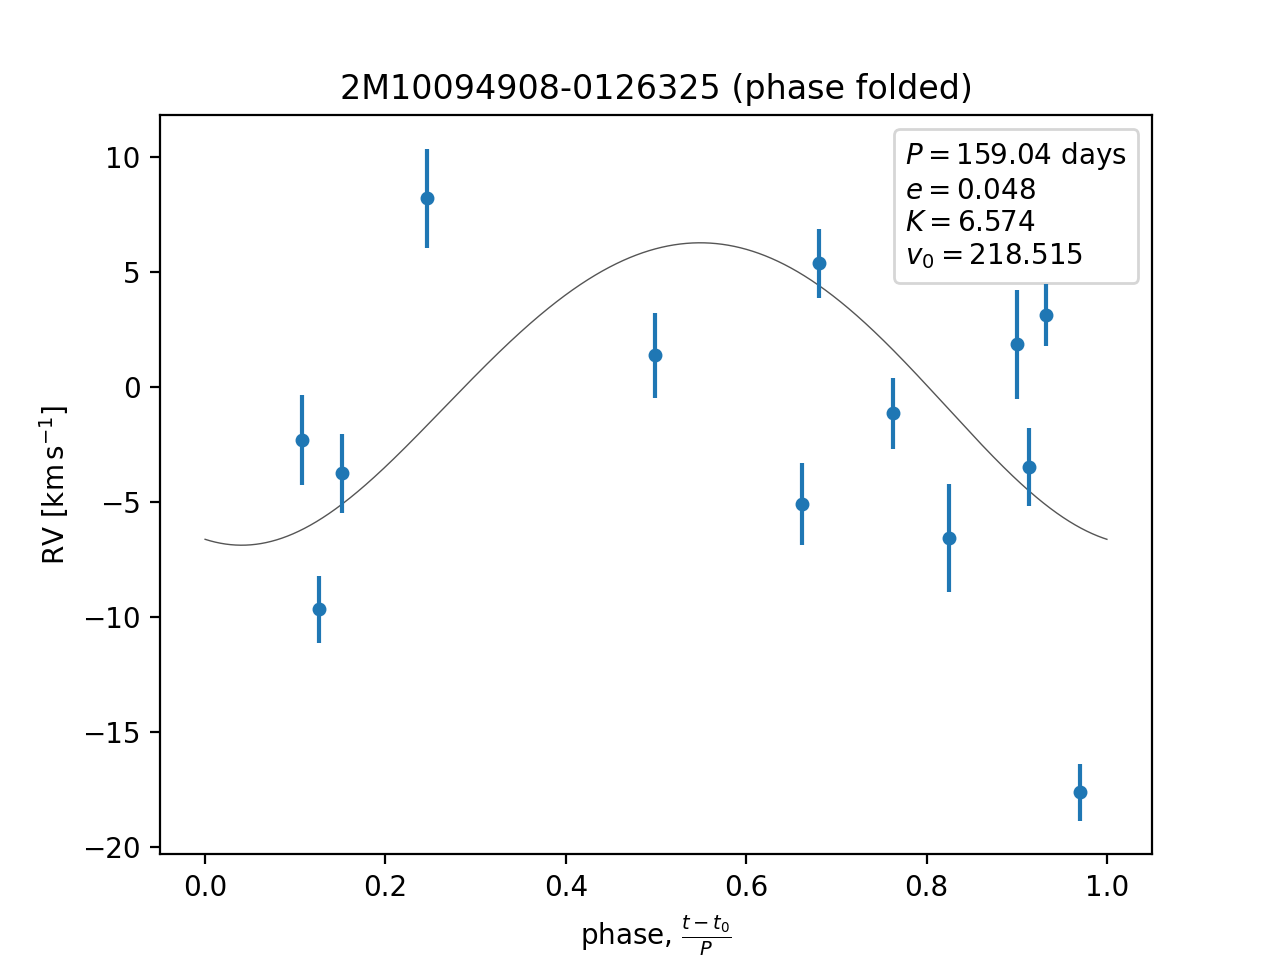 2M10094908-0126325 (phase folded)
P = 159.04 days
e = 0.048
K = 6.574
v₀ = 218.515
10
5
0
−5
−10
−15
−20
RV [km s⁻¹]
0.0 0.2 0.4 0.6 0.8 1.0
phase, (t − t₀)/P